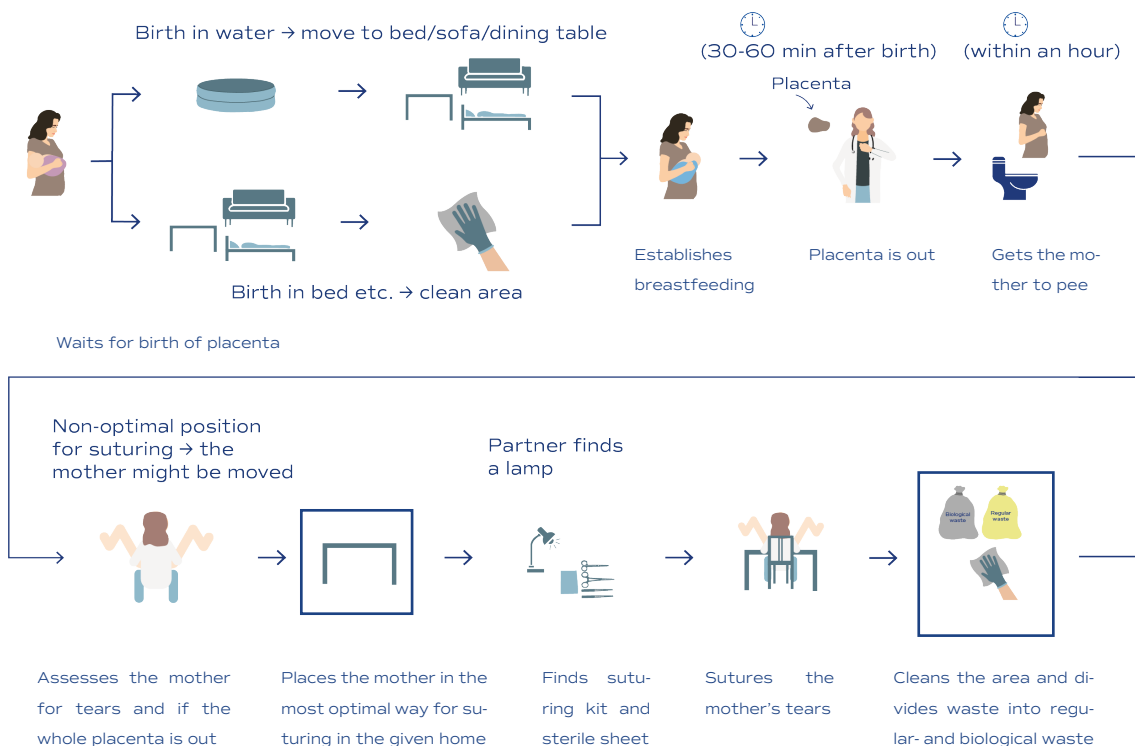 Birth in water → move to bed/sofa/dining table
(30-60 min after birth)
(within an hour)
Placenta
Establishes
breastfeeding
Placenta is out
Gets the mo-
ther to pee
Birth in bed etc. → clean area
Waits for birth of placenta
Non-optimal position
for suturing → the
mother might be moved
Partner finds
a lamp
Biological
waste
Regular
waste
Assesses the mother
for tears and if the
whole placenta is out
Places the mother in the
most optimal way for su-
turing in the given home
Finds sutu-
ring kit and
sterile sheet
Sutures the
mother's tears
Cleans the area and di-
vides waste into regu-
lar- and biological waste